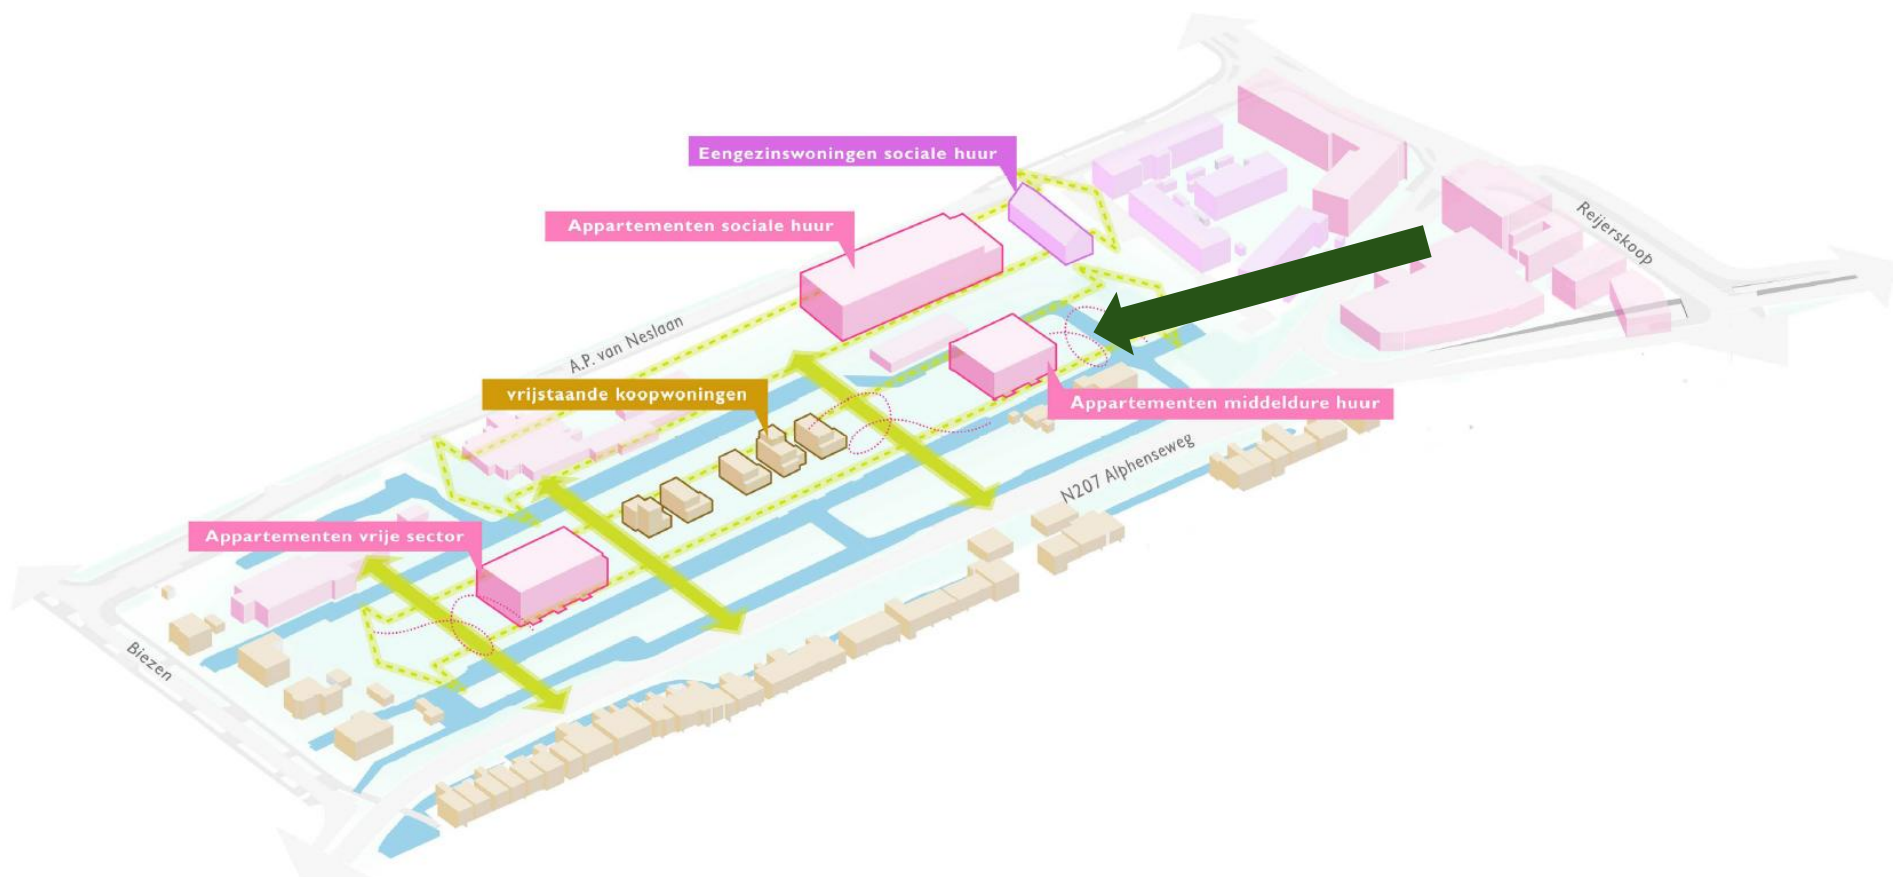 Eengezinswoningen sociale huur
Appartementen sociale huur
Reijerskoop
A.P. van Neslaan
vrijstaande koopwoningen
Appartementen middeldure huur
N207 Alphenseweg
Appartementen vrije sector
Biezen